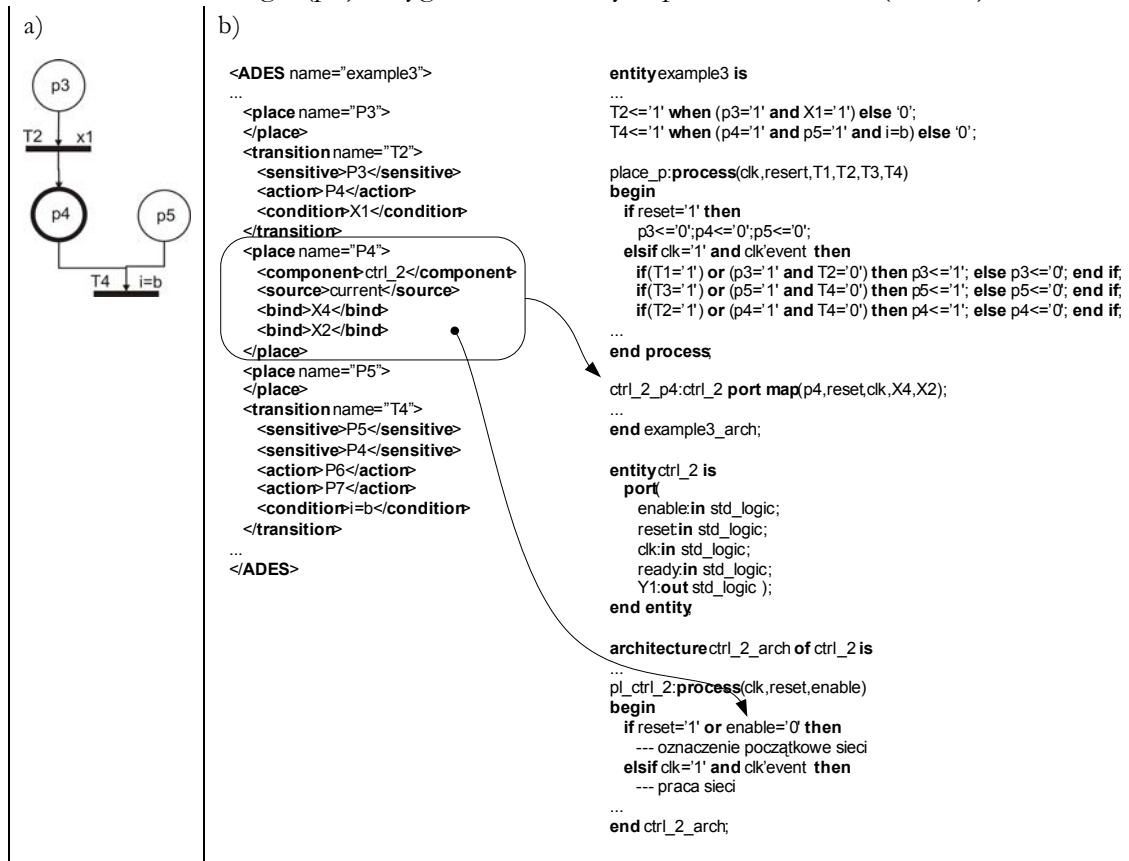 a)
p3
T2 x1
p4
p5
T4 i=b
b)
<ADES name="example3">
...
<place name="P3">
</place>
<transition name="T2">
<sensitive>P3</sensitive>
<action>P4</action>
<condition>X1</condition>
</transition>
<place name="P4">
<component>ctrl_2</component>
<source>current</source>
<bind>X4</bind>
<bind>X2</bind>
</place>
<place name="P5">
</place>
<transition name="T4">
<sensitive>P5</sensitive>
<sensitive>P4</sensitive>
<action>P6</action>
<action>P7</action>
<condition>i=b</condition>
</transition>
...
</ADES>
entity example3 is
...
T2<='1' when (p3='1' and X1='1') else '0';
T4<='1' when (p4='1' and p5='1' and i=b) else '0';
place_p:process(clk,resert,T1,T2,T3,T4)
begin
if reset='1' then
p3<='0';p4<='0';p5<='0';
elsif clk='1' and clk'event then
if(T1='1') or (p3='1' and T2='0') then p3<='1'; else p3<='0'; end if;
if(T3='1') or (p5='1' and T4='0') then p5<='1'; else p5<='0'; end if;
if(T2='1') or (p4='1' and T4='0') then p4<='1'; else p4<='0'; end if;
...
end process;
ctrl_2_p4:ctrl_2 port map(p4,reset,clk,X4,X2);
...
end example3_arch;
entity ctrl_2 is
port(
enable:in std_logic;
reset:in std_logic;
clk:in std_logic;
ready:in std_logic;
Y1:out std_logic );
end entity;
architecture ctrl_2_arch of ctrl_2 is
...
pl_ctrl_2:process(clk,reset,enable)
begin
if reset='1' or enable='0' then
--- oznaczenie początkowe sieci
elsif clk='1' and clk'event then
--- praca sieci
...
end ctrl_2_arch;